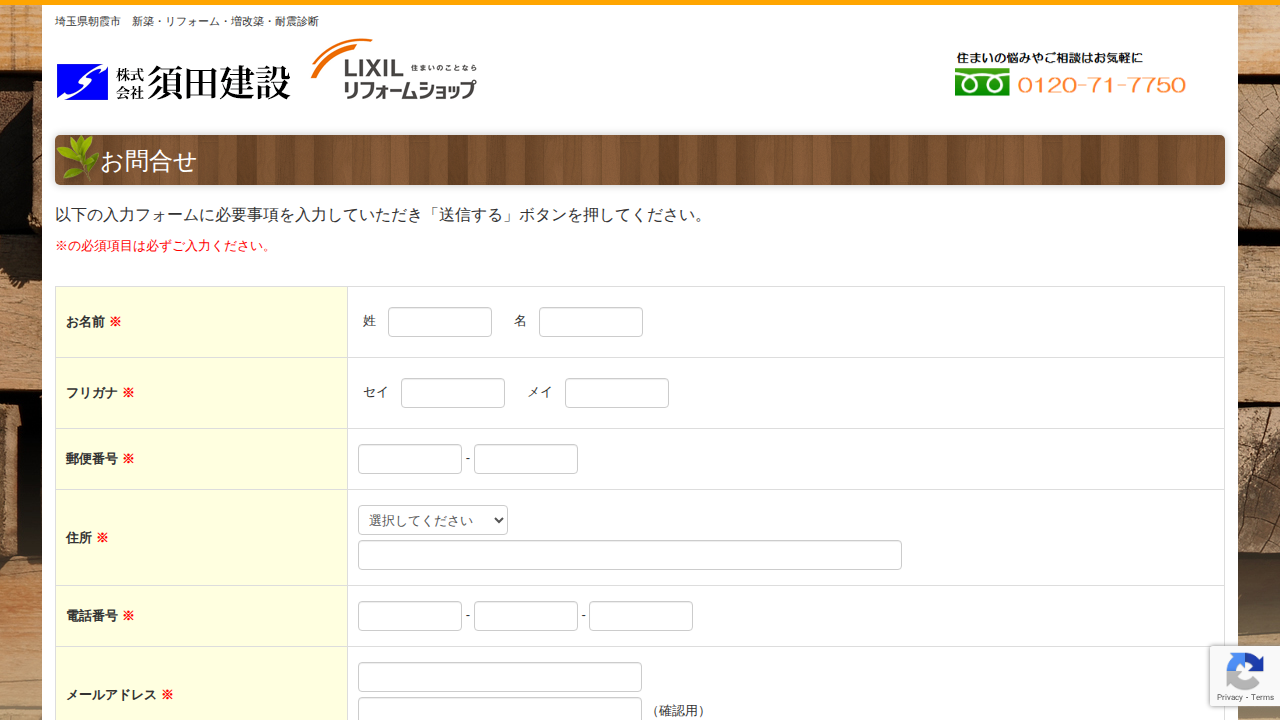 埼玉県朝霞市　新築・リフォーム・増改築・耐震診断
株式会社 須田建設
LIXIL 住まいのことなら
リフォームショップ
住まいの悩みやご相談はお気軽に
0120-71-7750
お問合せ
以下の入力フォームに必要事項を入力していただき「送信する」ボタンを押してください。
※の必須項目は必ずご入力ください。
お名前 ※ 姓 名
フリガナ ※ セイ メイ
郵便番号 ※ -
住所 ※ 選択してください
電話番号 ※ - -
メールアドレス ※
（確認用）
Privacy - Terms